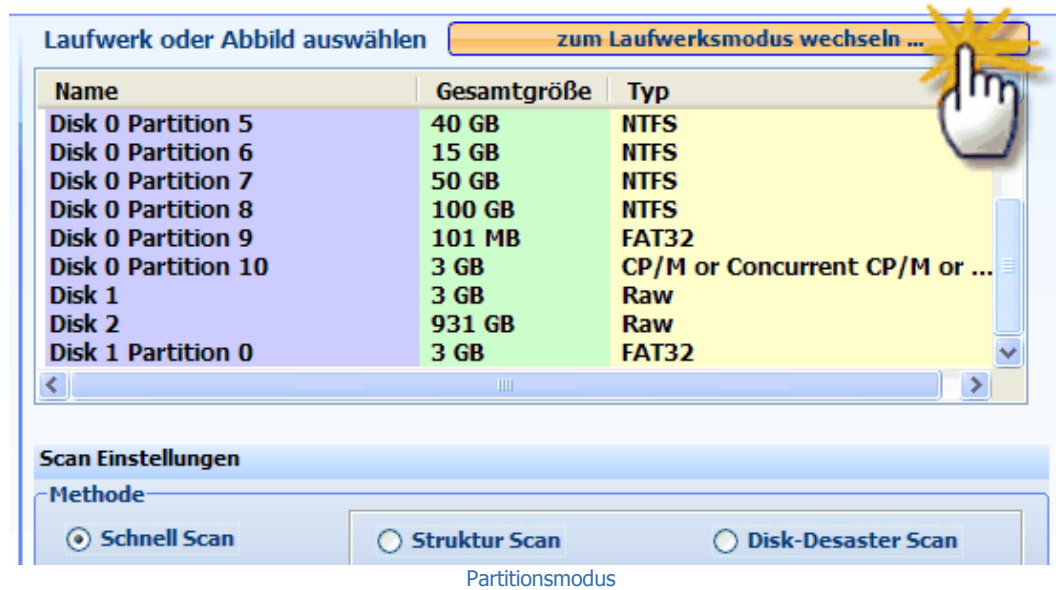 Laufwerk oder Abbild auswählen zum Laufwerksmodus wechseln ...
Name Gesamtgröße Typ
Disk 0 Partition 5 40 GB NTFS
Disk 0 Partition 6 15 GB NTFS
Disk 0 Partition 7 50 GB NTFS
Disk 0 Partition 8 100 GB NTFS
Disk 0 Partition 9 101 MB FAT32
Disk 0 Partition 10 3 GB CP/M or Concurrent CP/M or ...
Disk 1 3 GB Raw
Disk 2 931 GB Raw
Disk 1 Partition 0 3 GB FAT32
Scan Einstellungen
Methode
Schnell Scan Struktur Scan Disk-Desaster Scan
Partitionsmodus